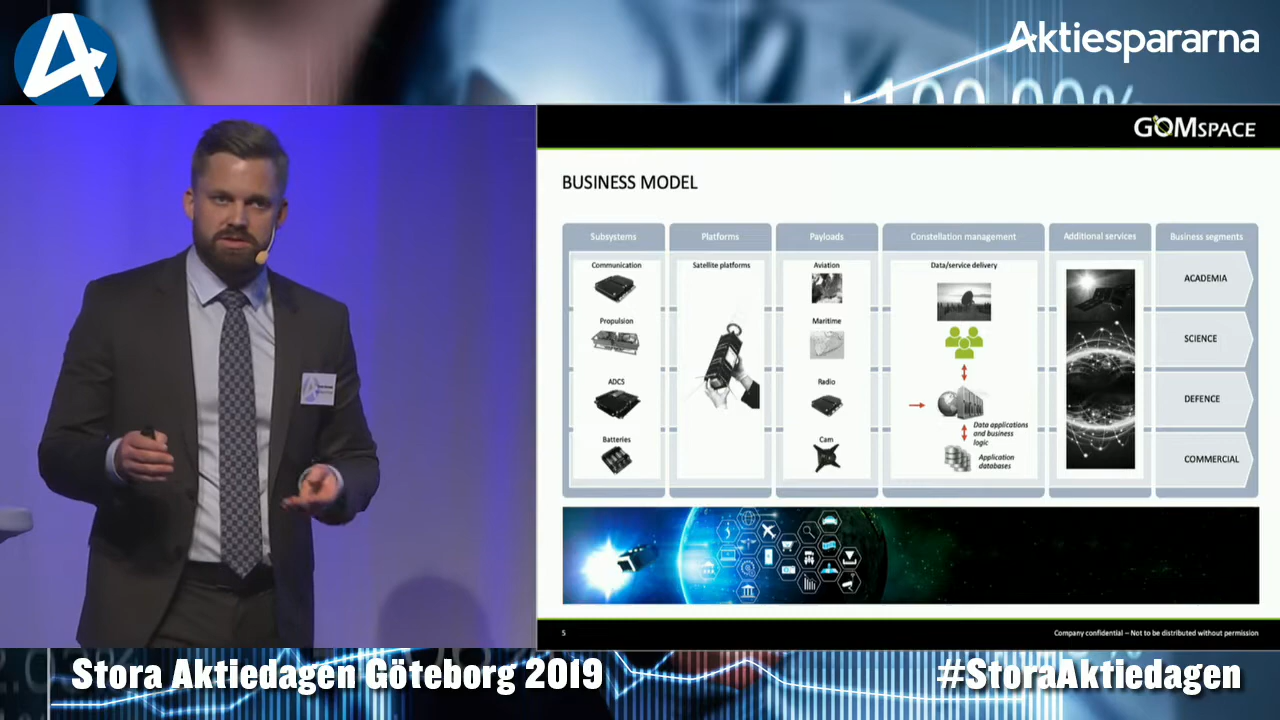 Aktiespararna
+100.00%
GOMSPACE
BUSINESS MODEL
Subsystems
Platforms
Payloads
Constellation management
Additional services
Business segments
Communication
Propulsion
ADCS
Batteries
Satellite platforms
Aviation
Maritime
Radio
Cam
Data/service delivery
Data applications
and business
logic
Application
databases
ACADEMIA
SCIENCE
DEFENCE
COMMERCIAL
5
Company confidential – Not to be distributed without permission
Stora Aktiedagen Göteborg 2019
#StoraAktiedagen